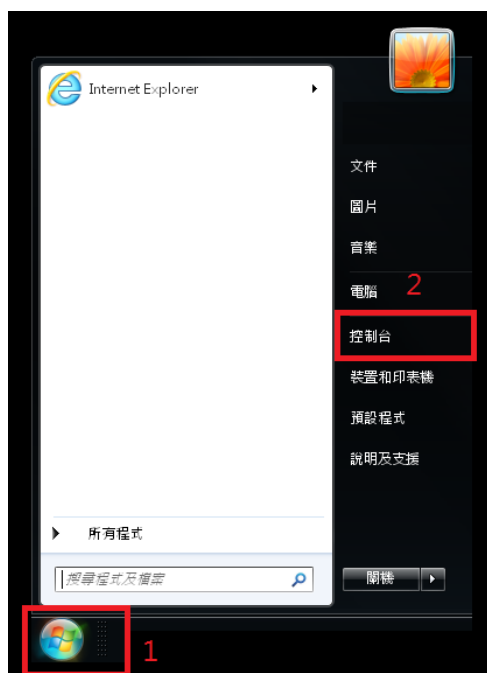 Internet Explorer
文件
圖片
音樂
電腦
2
控制台
裝置和印表機
預設程式
說明及支援
所有程式
搜尋程式及檔案
關機
1